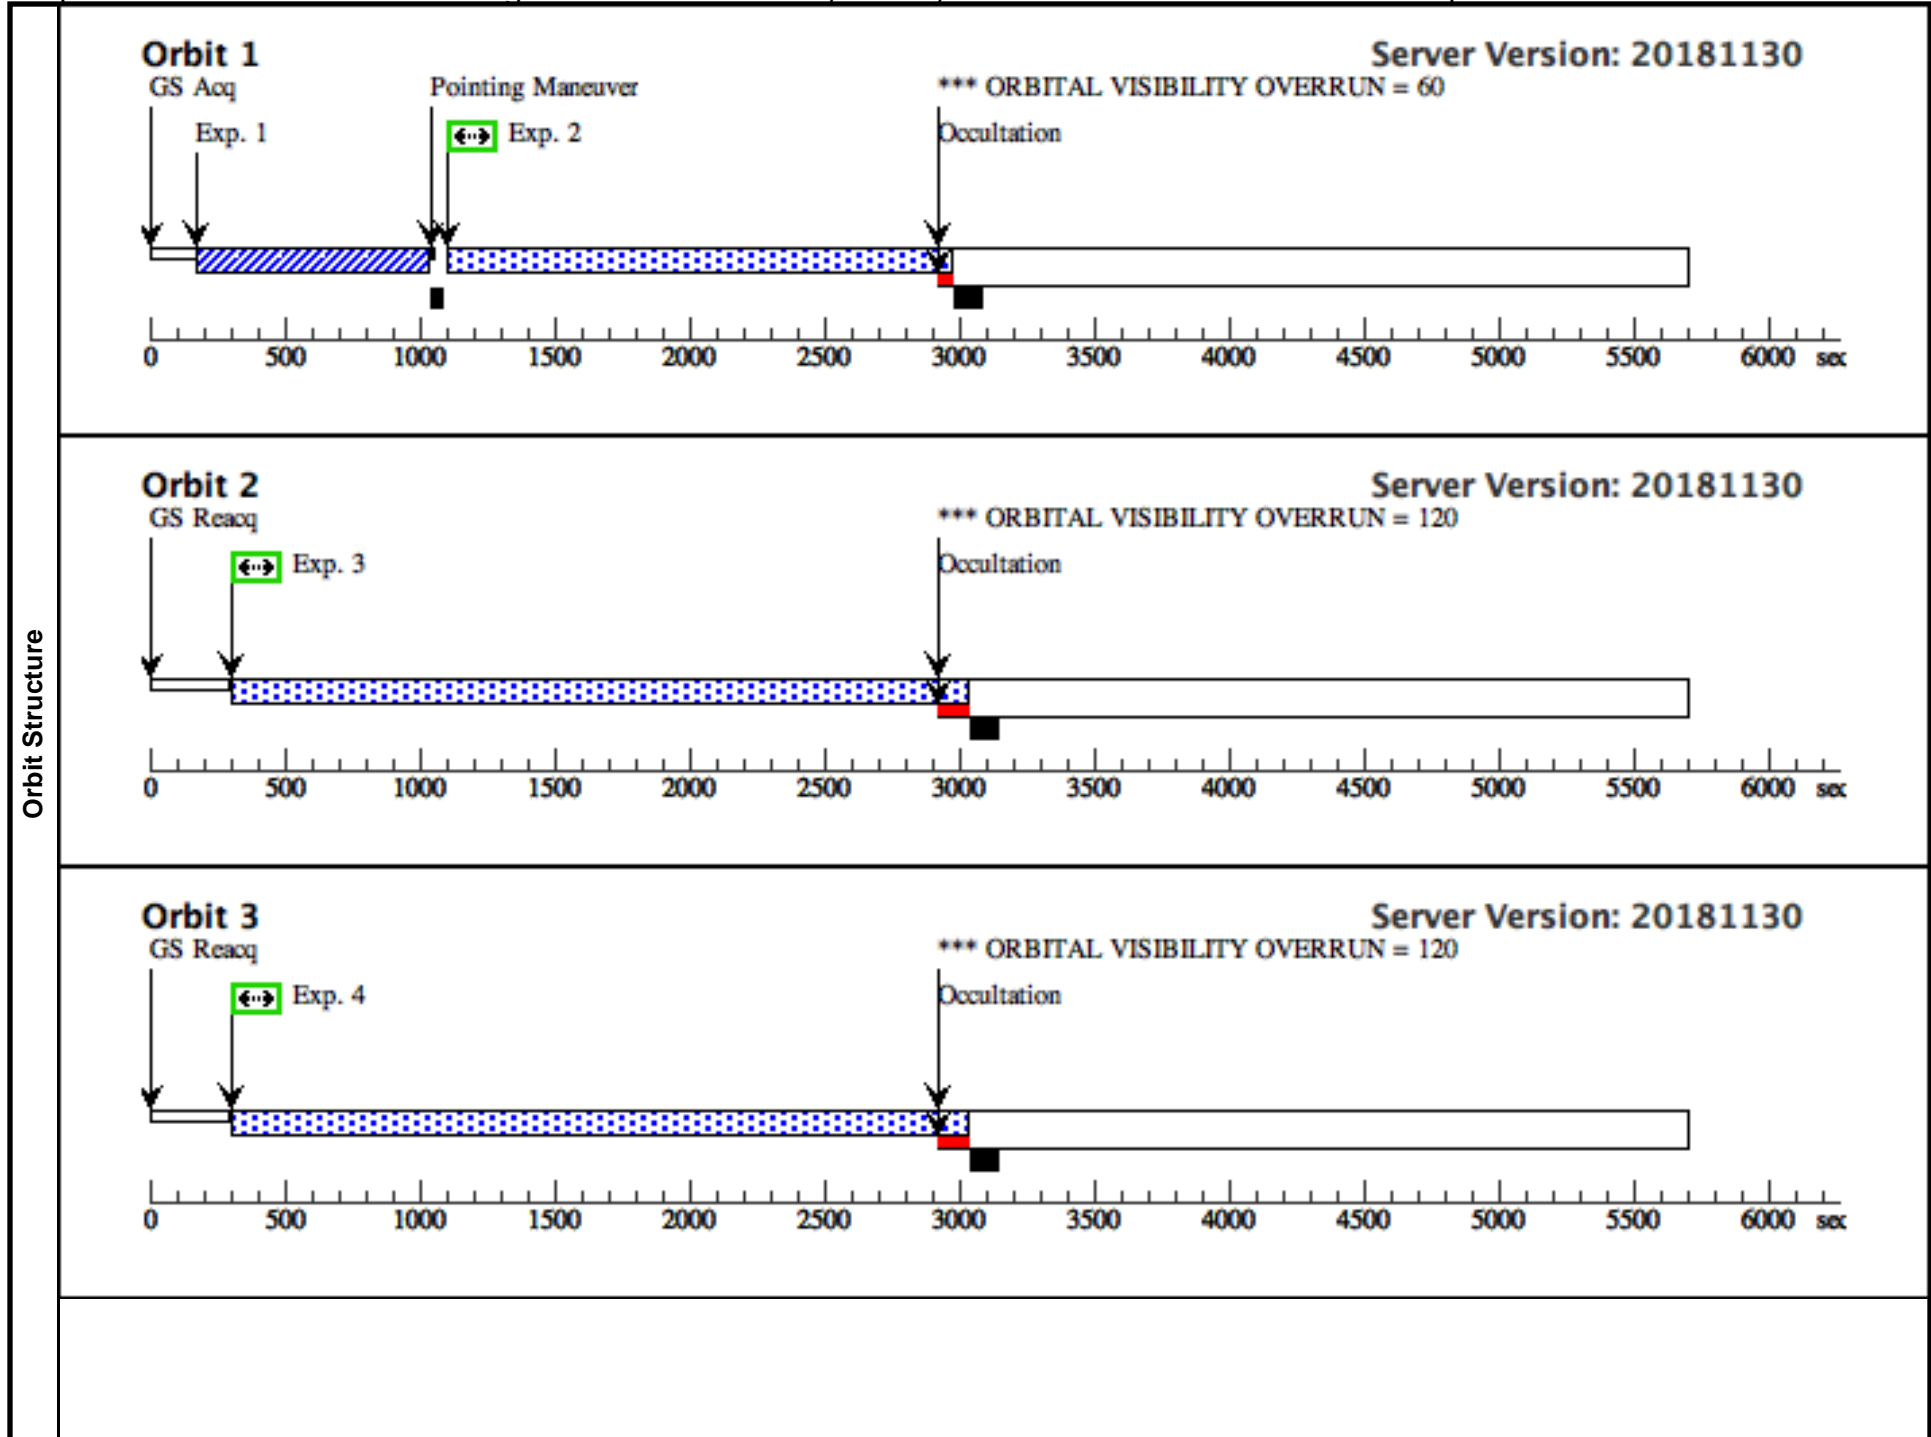 Orbit Structure
Orbit 1
Server Version: 20181130
GS Acq
Pointing Maneuver
*** ORBITAL VISIBILITY OVERRUN = 60
Exp. 1
Exp. 2
Occultation
0 500 1000 1500 2000 2500 3000 3500 4000 4500 5000 5500 6000 sec
Orbit 2
Server Version: 20181130
GS Reacq
*** ORBITAL VISIBILITY OVERRUN = 120
Exp. 3
Occultation
0 500 1000 1500 2000 2500 3000 3500 4000 4500 5000 5500 6000 sec
Orbit 3
Server Version: 20181130
GS Reacq
*** ORBITAL VISIBILITY OVERRUN = 120
Exp. 4
Occultation
0 500 1000 1500 2000 2500 3000 3500 4000 4500 5000 5500 6000 sec